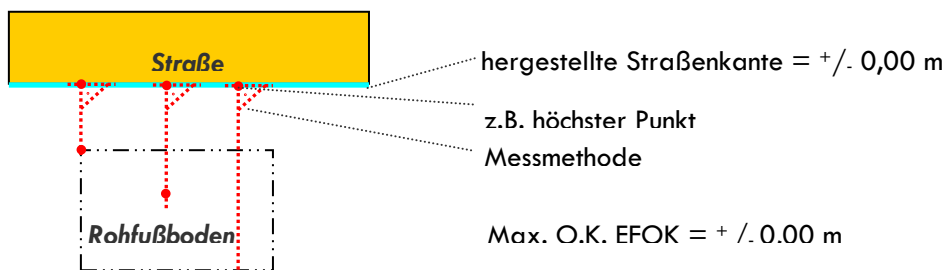 Straße
hergestellte Straßenkante = +/- 0,00 m
z.B. höchster Punkt
Messmethode
Rohfußboden
Max. O.K. EFOK = + /- 0.00 m